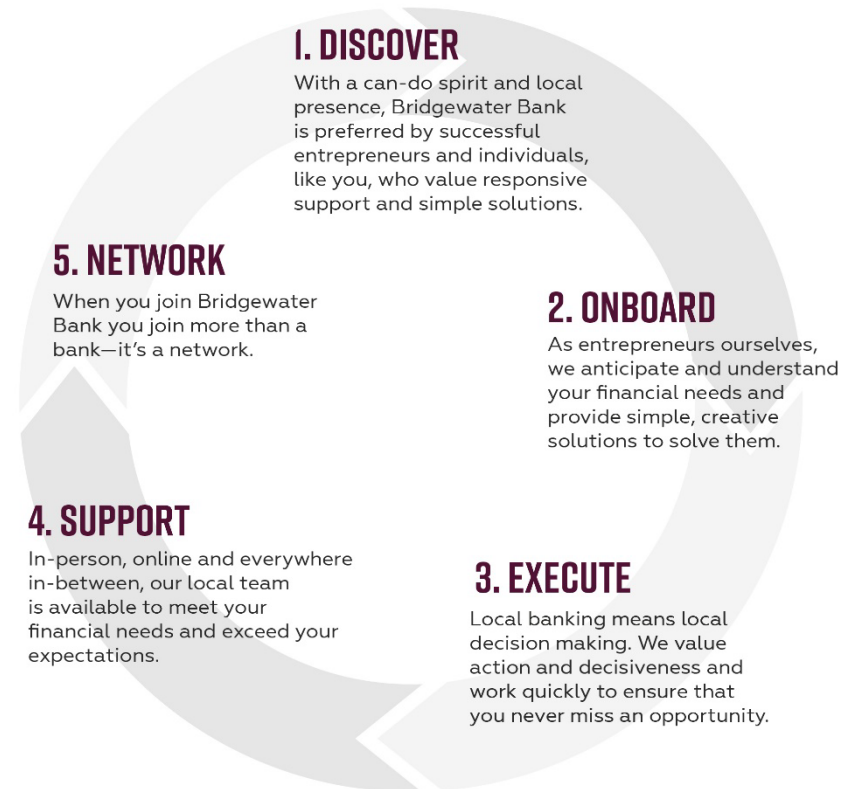 1. DISCOVER
With a can-do spirit and local
presence, Bridgewater Bank
is preferred by successful
entrepreneurs and individuals,
like you, who value responsive
support and simple solutions.
2. ONBOARD
As entrepreneurs ourselves,
we anticipate and understand
your financial needs and
provide simple, creative
solutions to solve them.
3. EXECUTE
Local banking means local
decision making. We value
action and decisiveness and
work quickly to ensure that
you never miss an opportunity.
4. SUPPORT
In-person, online and everywhere
in-between, our local team
is available to meet your
financial needs and exceed your
expectations.
5. NETWORK
When you join Bridgewater
Bank you join more than a
bank—it’s a network.